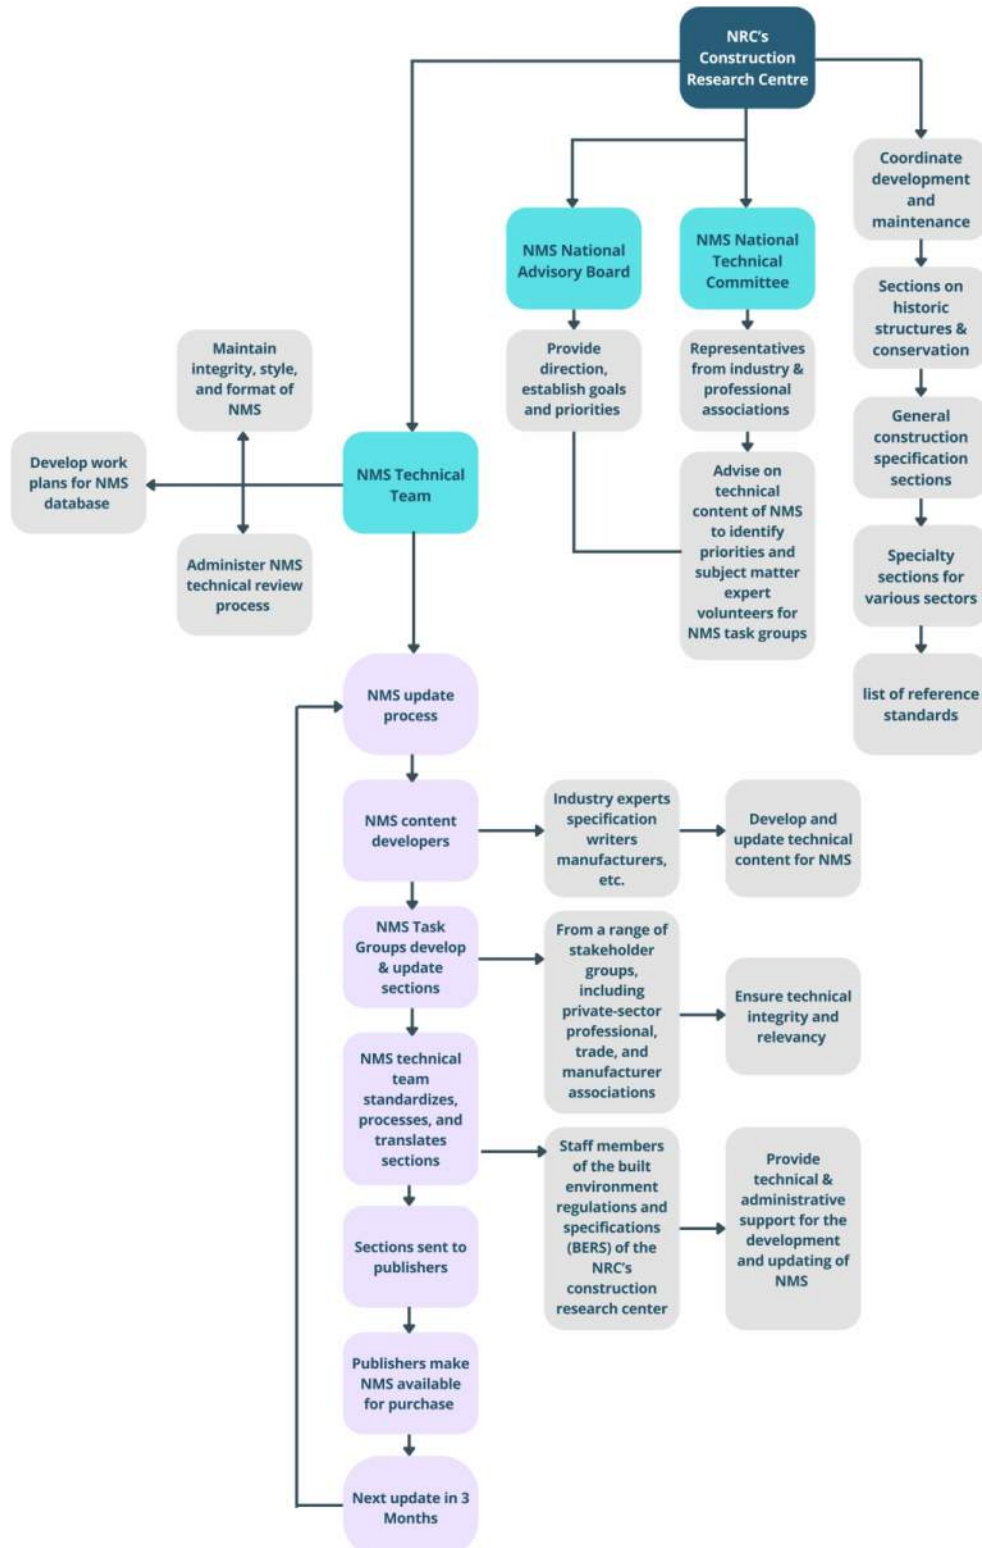 NRC's
Construction
Research Centre
Coordinate
development
and
maintenance
NMS National
Advisory Board
NMS National
Technical
Committee
Sections on
historic
structures &
conservation
Maintain
integrity, style,
and format of
NMS
Provide
direction,
establish goals
and priorities
Representatives
from industry &
professional
associations
General
construction
specification
sections
Develop work
plans for NMS
database
NMS Technical
Team
Advise on
technical
content of NMS
to identify
priorities and
subject matter
expert
volunteers for
NMS task groups
Administer NMS
technical review
process
Specialty
sections for
various sectors
list of reference
standards
NMS update
process
NMS content
developers
Industry experts
specification
writers
manufacturers,
etc.
Develop and
update technical
content for NMS
NMS Task
Groups develop
& update
sections
From a range of
stakeholder
groups,
including
private-sector
professional,
trade, and
manufacturer
associations
Ensure technical
integrity and
relevancy
NMS technical
team
standardizes,
processes, and
translates
sections
Staff members
of the built
environment
regulations and
specifications
(BERS) of the
NRC's
construction
research center
Provide
technical &
administrative
support for the
development
and updating of
NMS
Sections sent to
publishers
Publishers make
NMS available
for purchase
Next update in 3
Months